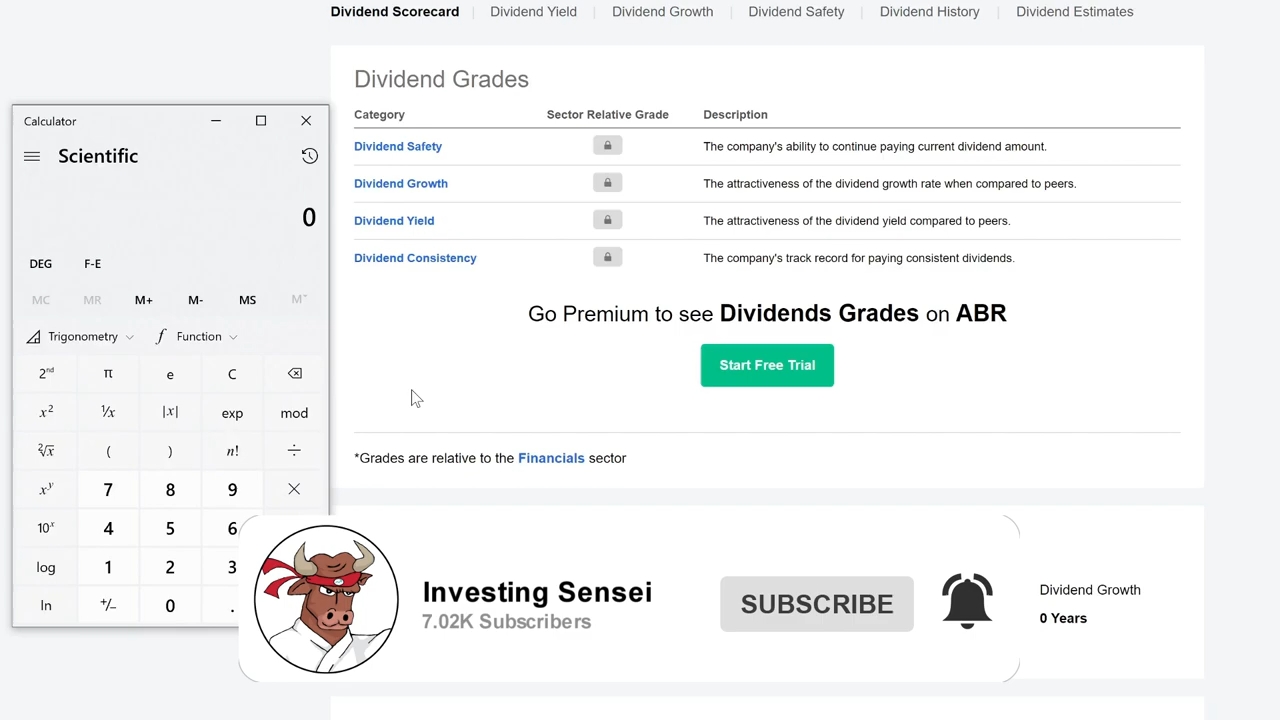 Dividend Scorecard | Dividend Yield | Dividend Growth | Dividend Safety | Dividend History | Dividend Estimates
Dividend Grades
Category Sector Relative Grade Description
Dividend Safety The company's ability to continue paying current dividend amount.
Dividend Growth The attractiveness of the dividend growth rate when compared to peers.
Dividend Yield The attractiveness of the dividend yield compared to peers.
Dividend Consistency The company's track record for paying consistent dividends.
Go Premium to see Dividends Grades on ABR
Start Free Trial
*Grades are relative to the Financials sector
Dividend Growth
0 Years
Calculator
Scientific
0
DEG F-E
MC MR M+ M- MS M˅
Trigonometry f Function
2ⁿᵈ π e C
x² ¹/x |x| exp mod
²√x ( ) n! ÷
xʸ 7 8 9 ×
10ˣ 4 5 6
log 1 2 3
ln +/− 0 .
Investing Sensei
7.02K Subscribers
SUBSCRIBE